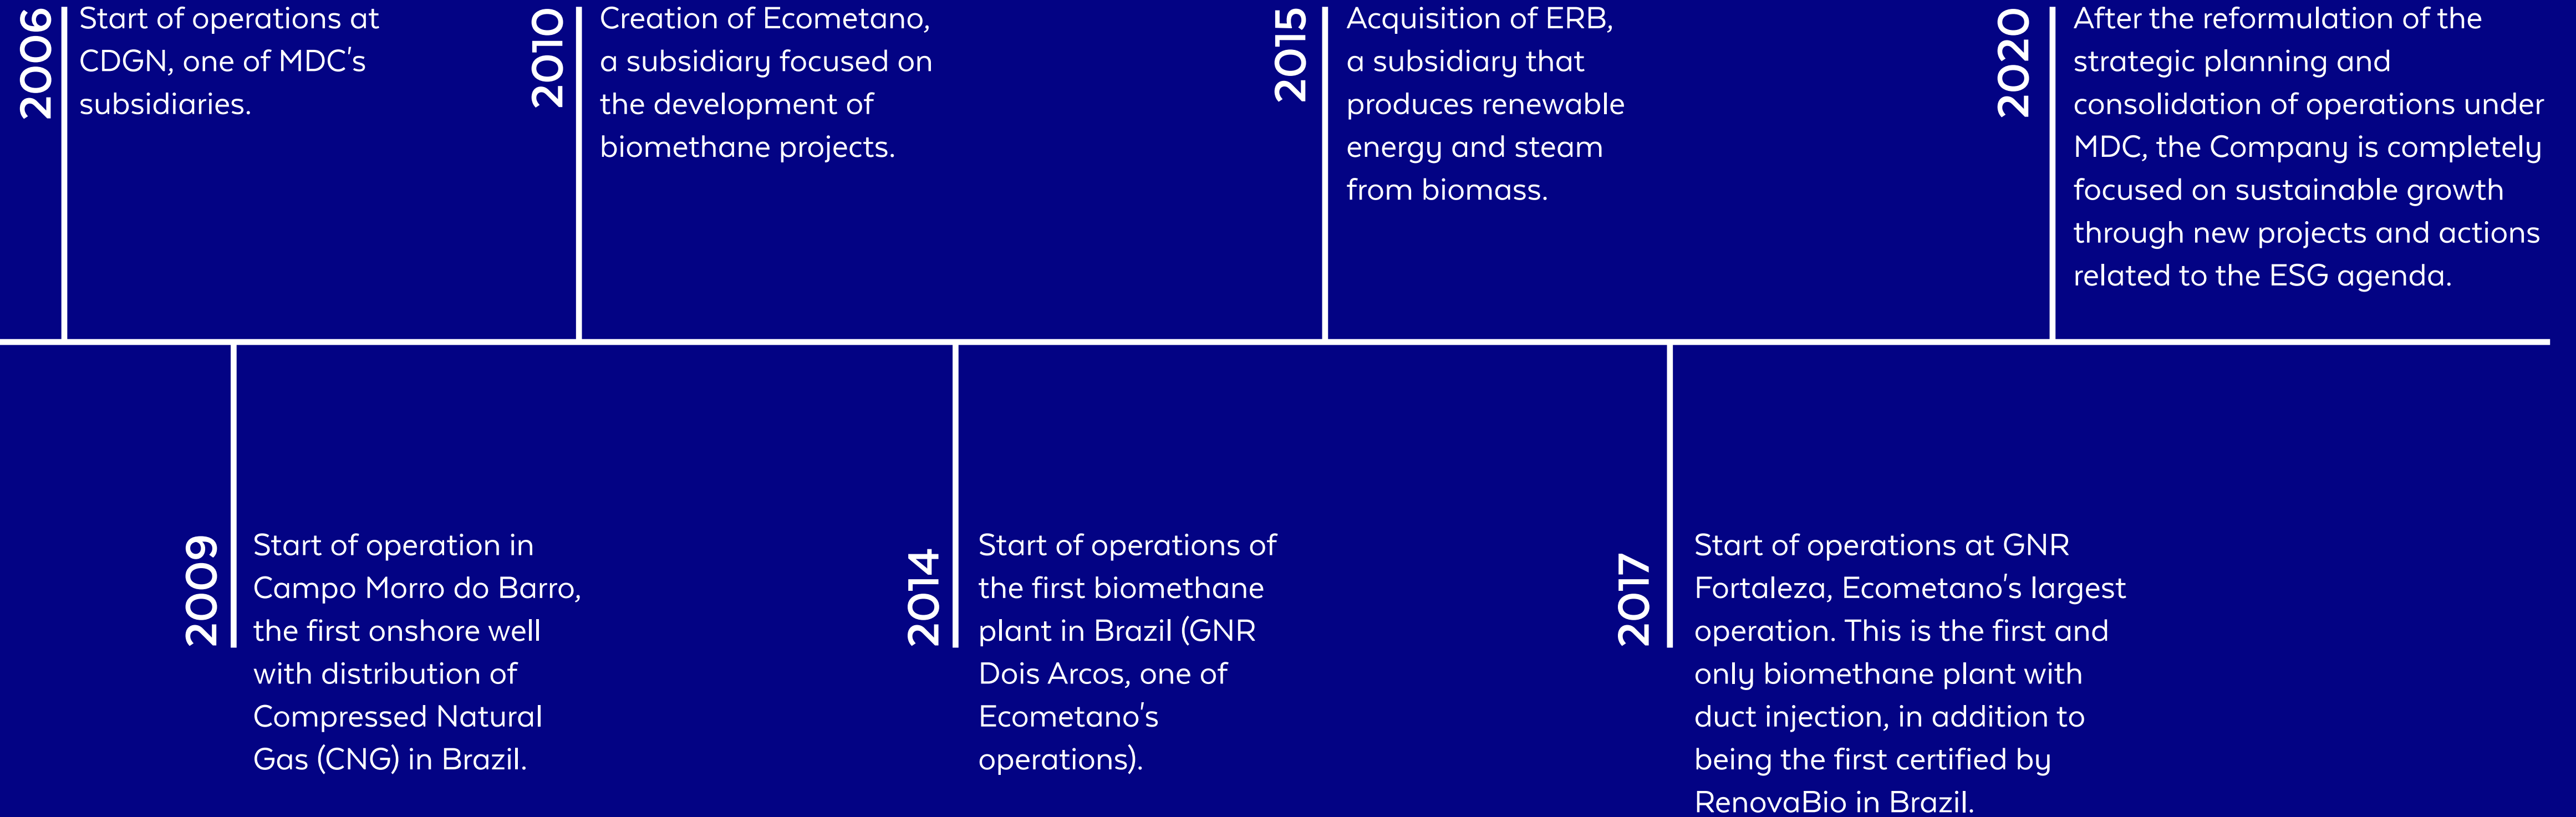 2006
Start of operations at
CDGN, one of MDC's
subsidiaries.
2009
Start of operation in
Campo Morro do Barro,
the first onshore well
with distribution of
Compressed Natural
Gas (CNG) in Brazil.
2010
Creation of Ecometano,
a subsidiary focused on
the development of
biomethane projects.
2014
Start of operations of
the first biomethane
plant in Brazil (GNR
Dois Arcos, one of
Ecometano's
operations).
2015
Acquisition of ERB,
a subsidiary that
produces renewable
energy and steam
from biomass.
2017
Start of operations at GNR
Fortaleza, Ecometano's largest
operation. This is the first and
only biomethane plant with
duct injection, in addition to
being the first certified by
RenovaBio in Brazil.
2020
After the reformulation of the
strategic planning and
consolidation of operations under
MDC, the Company is completely
focused on sustainable growth
through new projects and actions
related to the ESG agenda.